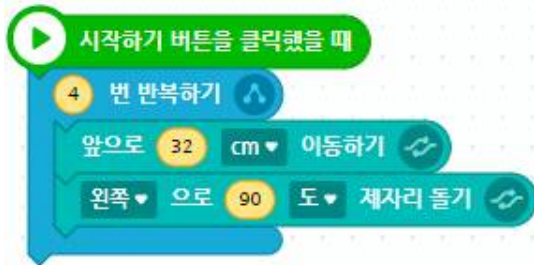 시작하기 버튼을 클릭했을 때
4 번 반복하기
앞으로 32 cm 이동하기
왼쪽 으로 90 도 제자리 돌기